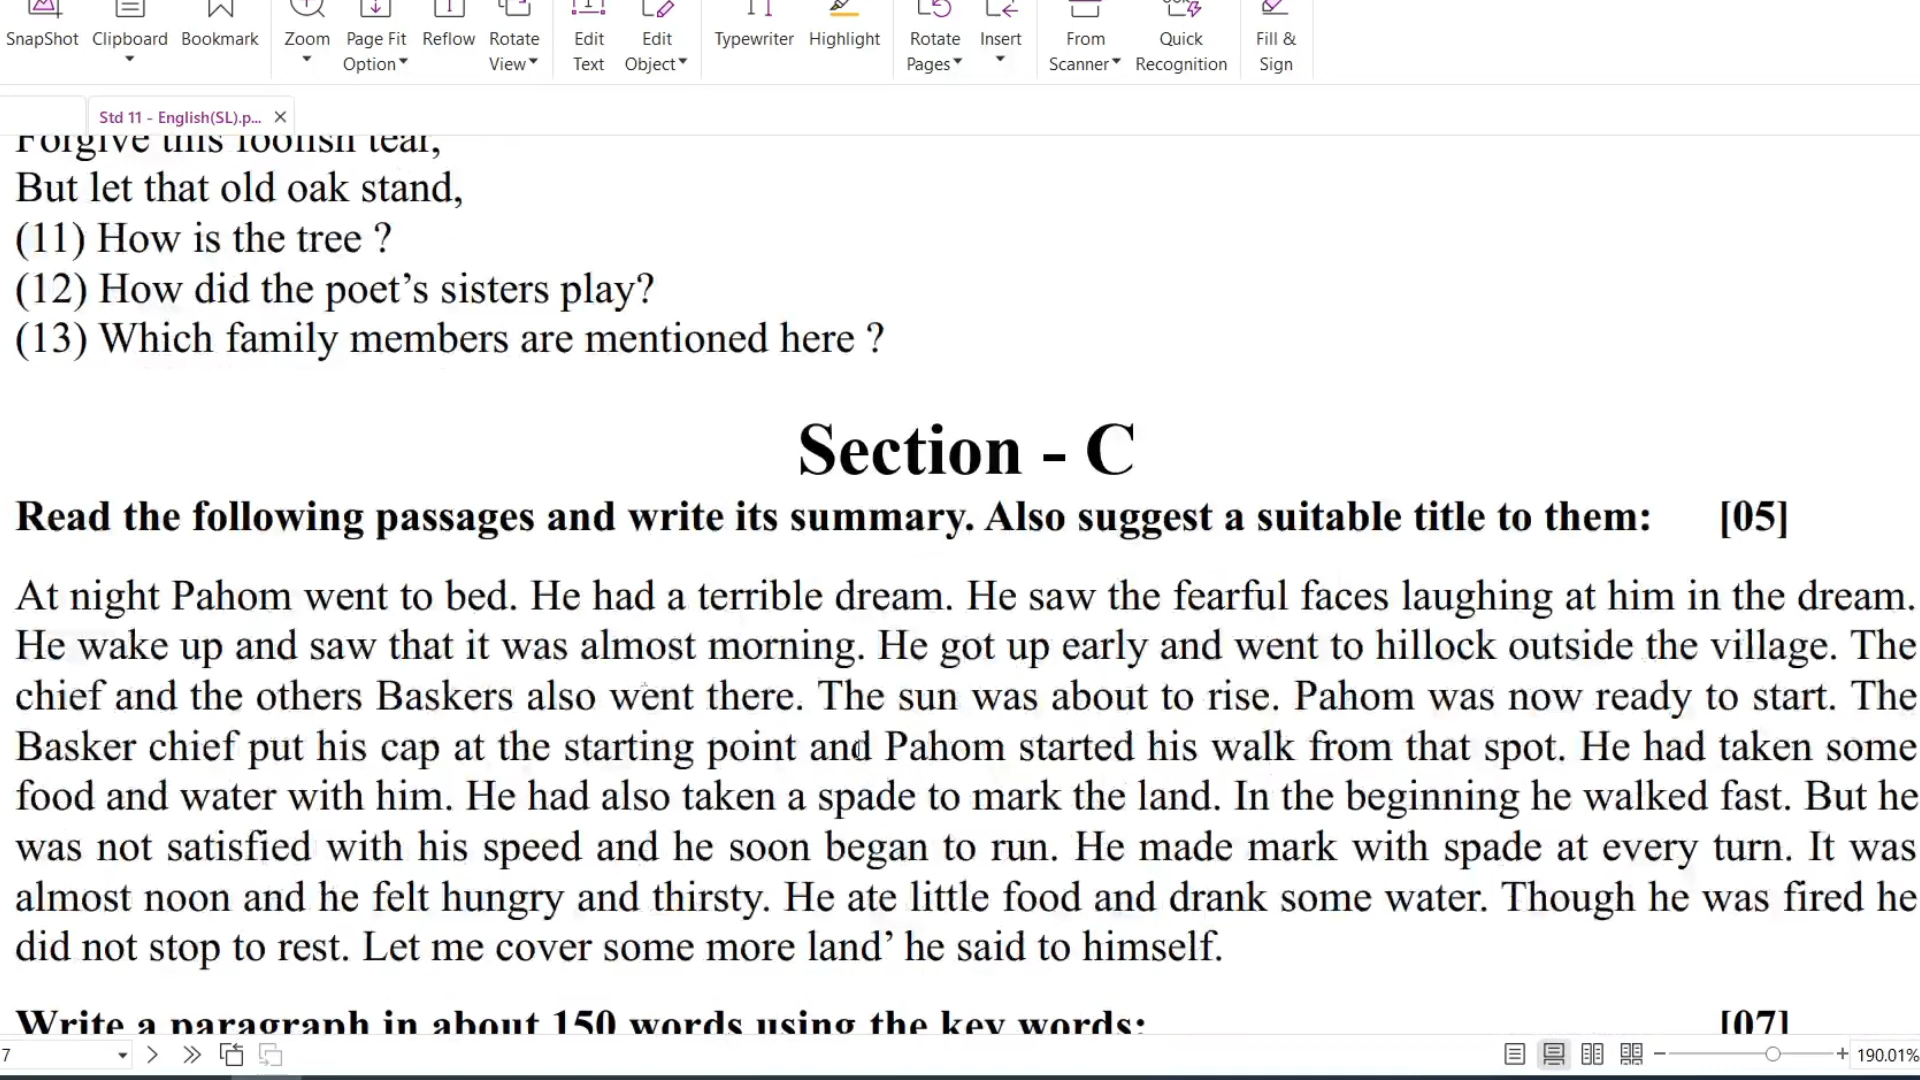 SnapShot Clipboard Bookmark Zoom Page Fit Option Reflow Rotate View Edit Text Edit Object Typewriter Highlight Rotate Pages Insert From Scanner Quick Recognition Fill & Sign
Std 11 - English(SL).p...
Forgive this foolish tear,
But let that old oak stand,
(11) How is the tree ?
(12) How did the poet’s sisters play?
(13) Which family members are mentioned here ?
Section - C
Read the following passages and write its summary. Also suggest a suitable title to them: [05]
At night Pahom went to bed. He had a terrible dream. He saw the fearful faces laughing at him in the dream.
He wake up and saw that it was almost morning. He got up early and went to hillock outside the village. The
chief and the others Baskers also went there. The sun was about to rise. Pahom was now ready to start. The
Basker chief put his cap at the starting point and Pahom started his walk from that spot. He had taken some
food and water with him. He had also taken a spade to mark the land. In the beginning he walked fast. But he
was not satisfied with his speed and he soon began to run. He made mark with spade at every turn. It was
almost noon and he felt hungry and thirsty. He ate little food and drank some water. Though he was fired he
did not stop to rest. Let me cover some more land’ he said to himself.
Write a paragraph in about 150 words using the key words: [07]
7 190.01%